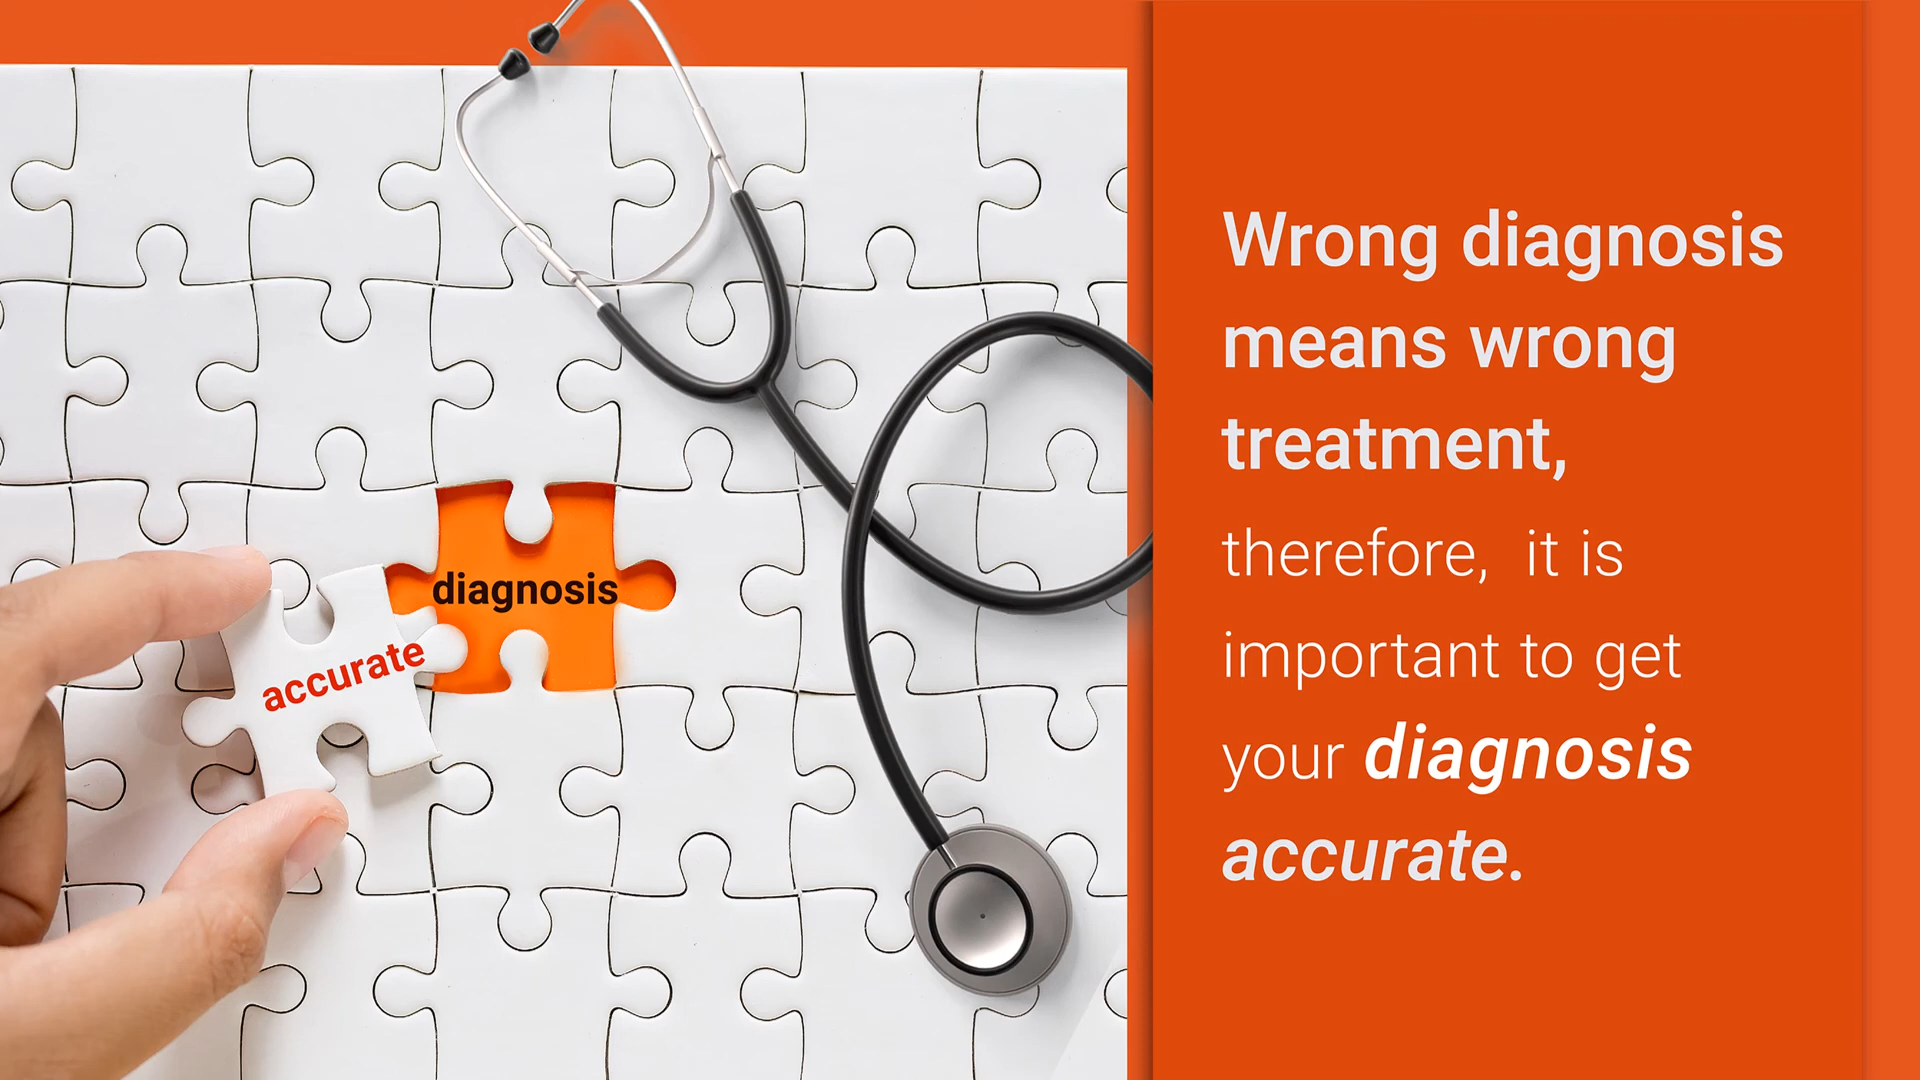 accurate
diagnosis
Wrong diagnosis
means wrong
treatment,
therefore, it is
important to get
your diagnosis
accurate.